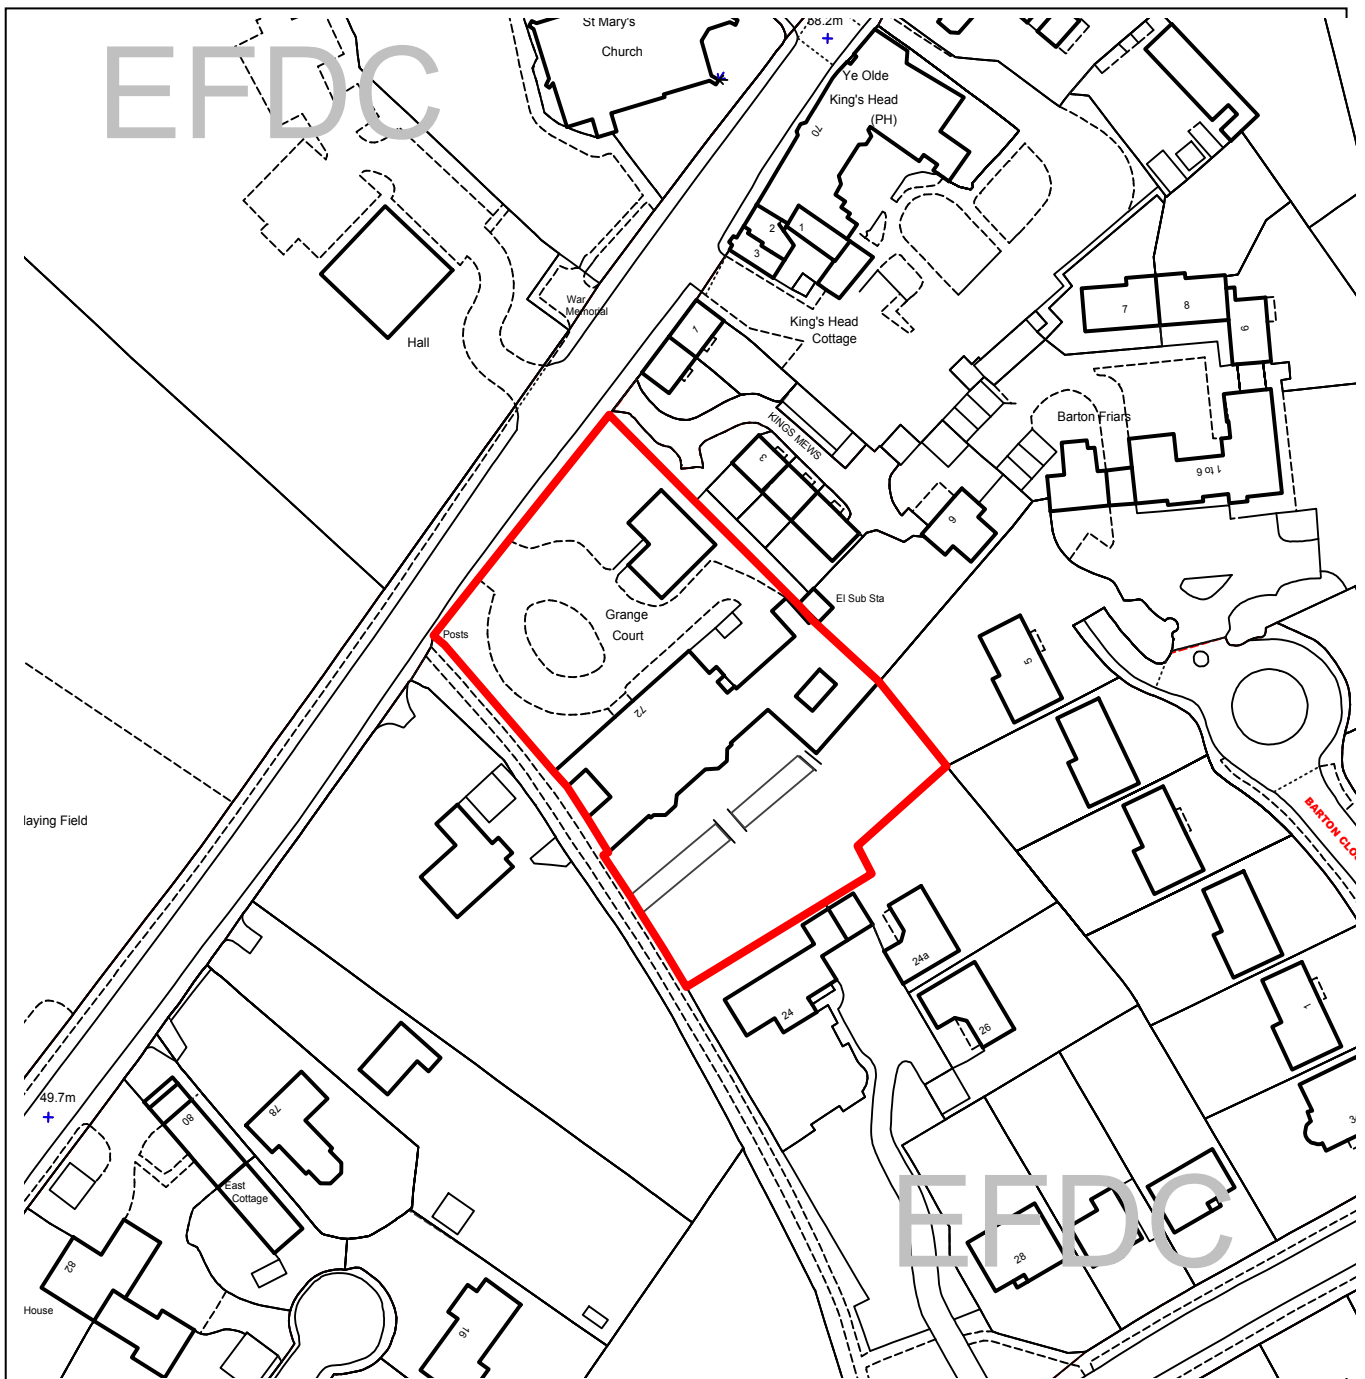 St Mary's
Church
68.2m
EFDC
Ye Olde
King's Head
(PH)
70
2
1
3
War
Memorial
Hall
1
King's Head
Cottage
7
8
9
KINGS MEWS
Barton Friars
3
1 to 6
9
El Sub Sta
Grange
Court
Posts
5
72
laying Field
BARTON CLO
24a
24
26
1
49.7m
78
80
East
Cottage
EFDC
28
82
House
16